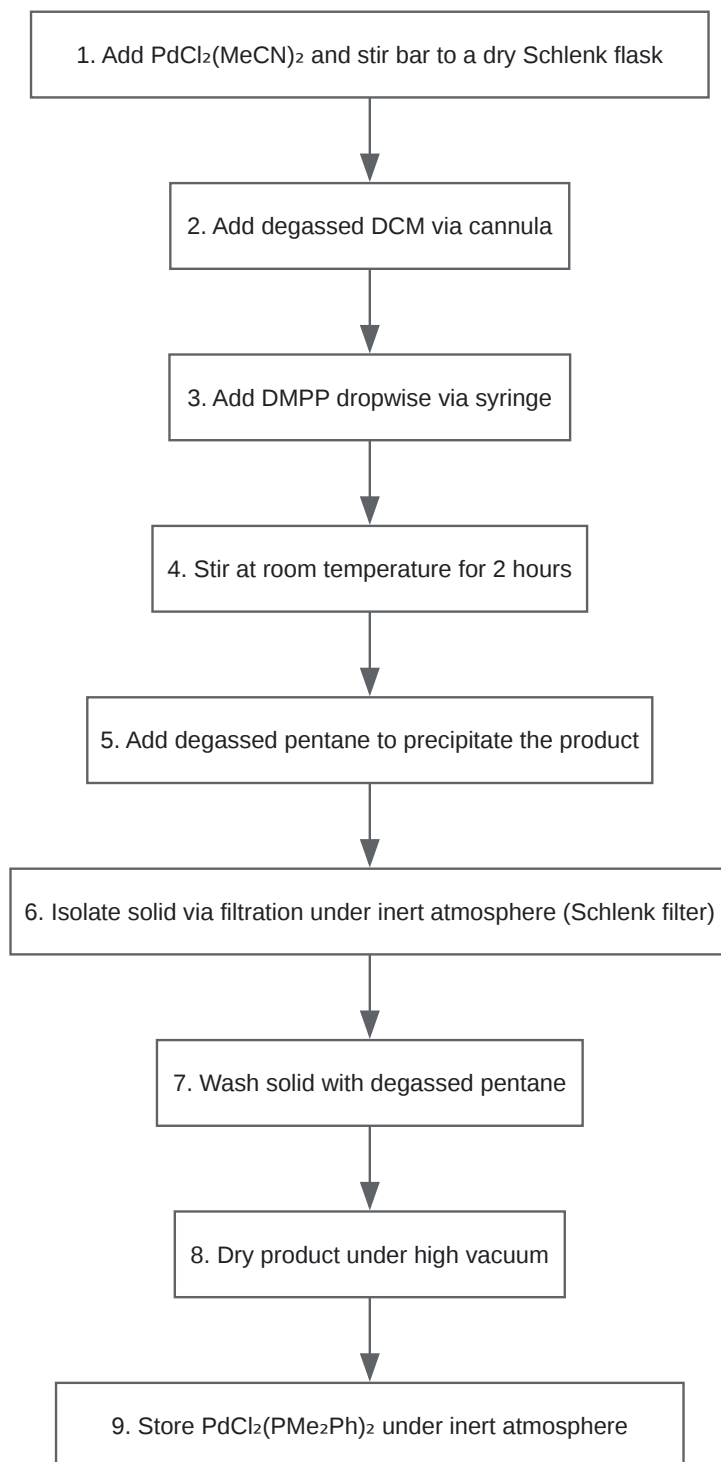 1. Add PdCl₂(MeCN)₂ and stir bar to a dry Schlenk flask
2. Add degassed DCM via cannula
3. Add DMPP dropwise via syringe
4. Stir at room temperature for 2 hours
5. Add degassed pentane to precipitate the product
6. Isolate solid via filtration under inert atmosphere (Schlenk filter)
7. Wash solid with degassed pentane
8. Dry product under high vacuum
9. Store PdCl₂(PMe₂Ph)₂ under inert atmosphere